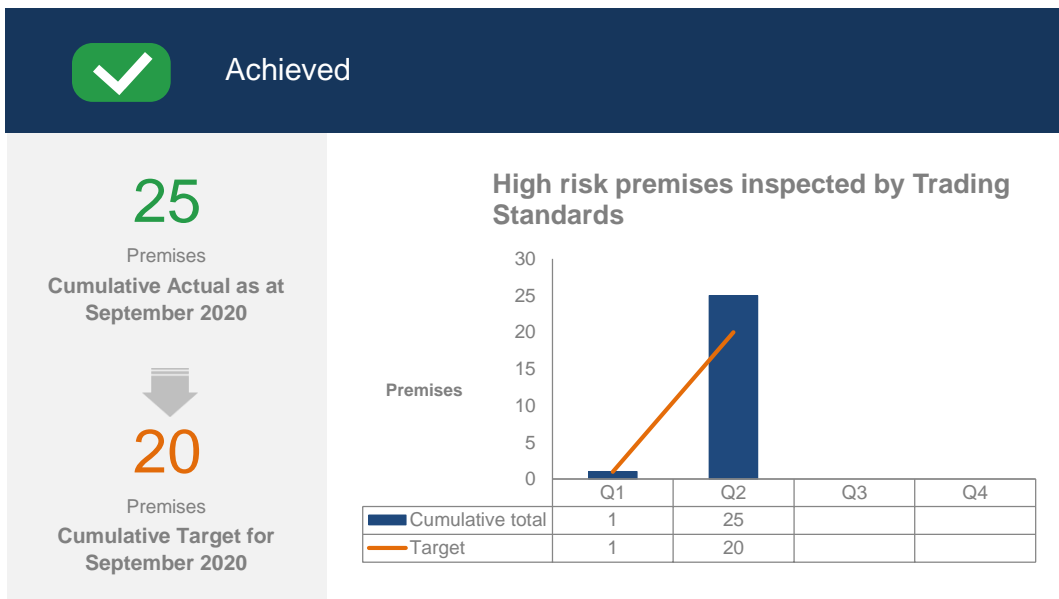 Achieved
25
Premises
Cumulative Actual as at
September 2020
20
Premises
Cumulative Target for
September 2020
High risk premises inspected by Trading
Standards
Premises
30
25
20
15
10
5
0
Q1 Q2 Q3 Q4
Cumulative total 1 25
Target 1 20